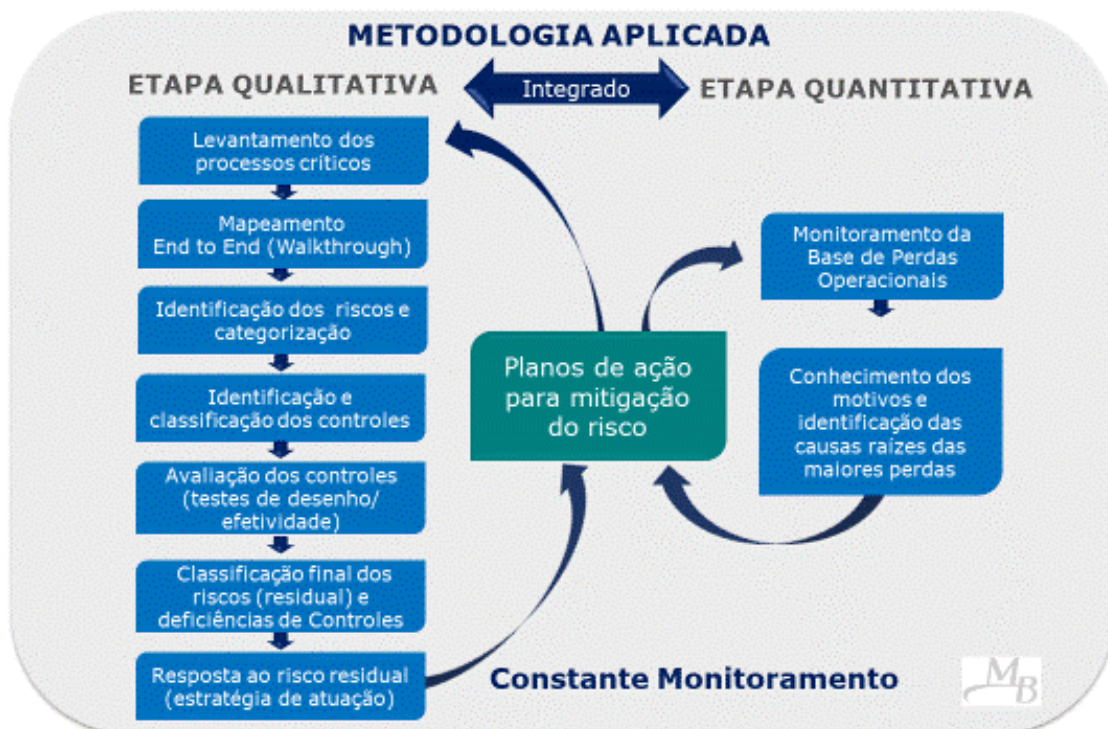 METODOLOGIA APLICADA
ETAPA QUALITATIVA
Integrado
ETAPA QUANTITATIVA
Levantamento dos
processos críticos
Mapeamento
End to End (Walkthrough)
Identificação dos riscos e
categorização
Identificação e
classificação dos controles
Avaliação dos controles
(testes de desenho/
efetividade)
Classificação final dos
riscos (residual) e
deficiências de Controles
Resposta ao risco residual
(estratégia de atuação)
Planos de ação
para mitigação
do risco
Monitoramento da
Base de Perdas
Operacionais
Conhecimento dos
motivos e
identificação das
causas raízes das
maiores perdas
Constante Monitoramento
MB